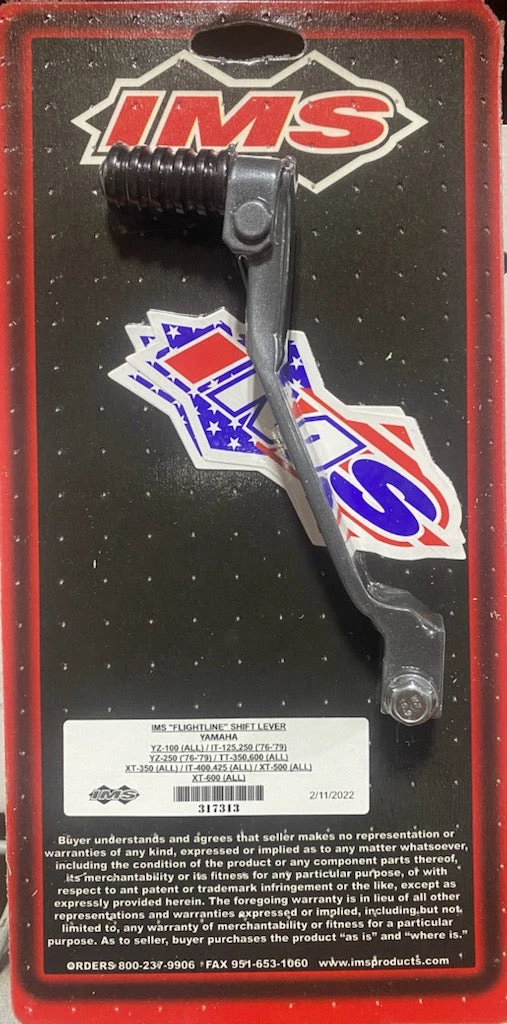 IMS
IMS
IMS "FLIGHTLINE" SHIFT LEVER
YAMAHA
YZ-100 (ALL) / IT-125,250 ('76-'79)
YZ-250 ('76-'79) / TT-350,600 (ALL)
XT-350 (ALL) / IT-400,425 (ALL) / XT-500 (ALL)
XT-600 (ALL)
IMS
317313
2/11/2022
Buyer understands and agrees that seller makes no representation or
warranties of any kind, expressed or implied as to any matter whatsoever,
including the condition of the product or any component parts thereof,
its merchantability or its fitness for any particular purpose, or with
respect to ant patent or trademark infringement or the like, except as
expressly provided herein. The foregoing warranty is in lieu of all other
representations and warranties expressed or implied, including,but not
limited to, any warranty of merchantability or fitness for a particular
purpose. As to seller, buyer purchases the product “as is” and “where is.”
ORDERS 800-237-9906 FAX 951-653-1060 www.imsproducts.com